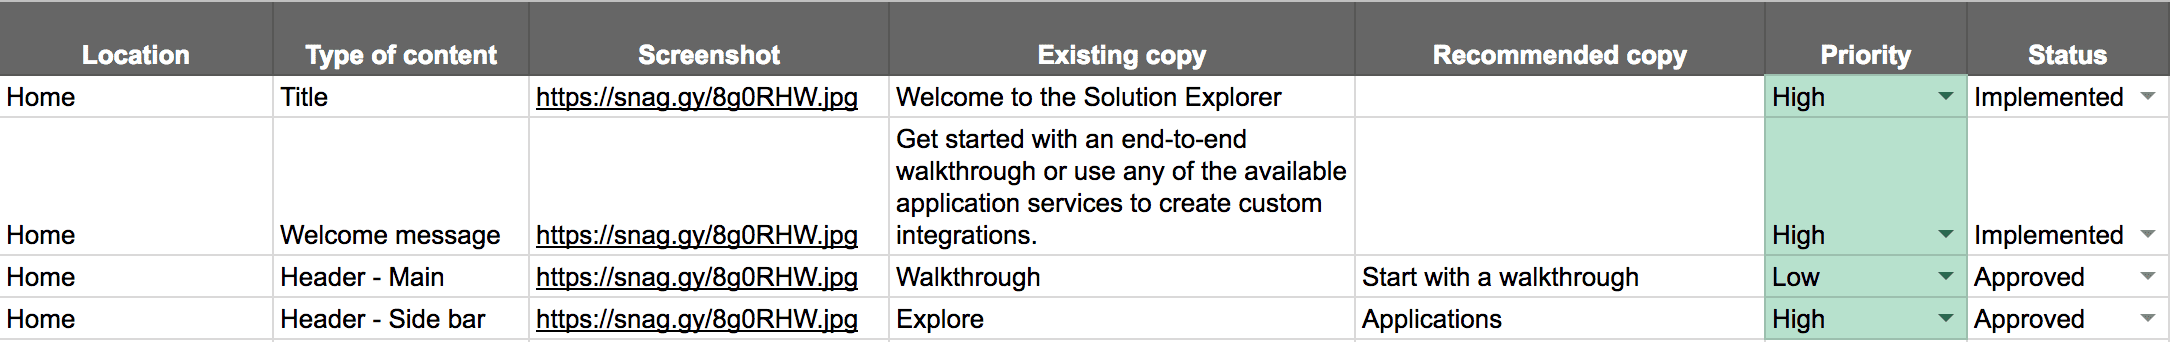 Location Type of content Screenshot Existing copy Recommended copy Priority Status
Home Title https://snag.gy/8g0RHW.jpg Welcome to the Solution Explorer High Implemented
Get started with an end-to-end
walkthrough or use any of the available
application services to create custom
Home Welcome message https://snag.gy/8g0RHW.jpg integrations. High Implemented
Home Header - Main https://snag.gy/8g0RHW.jpg Walkthrough Start with a walkthrough Low Approved
Home Header - Side bar https://snag.gy/8g0RHW.jpg Explore Applications High Approved